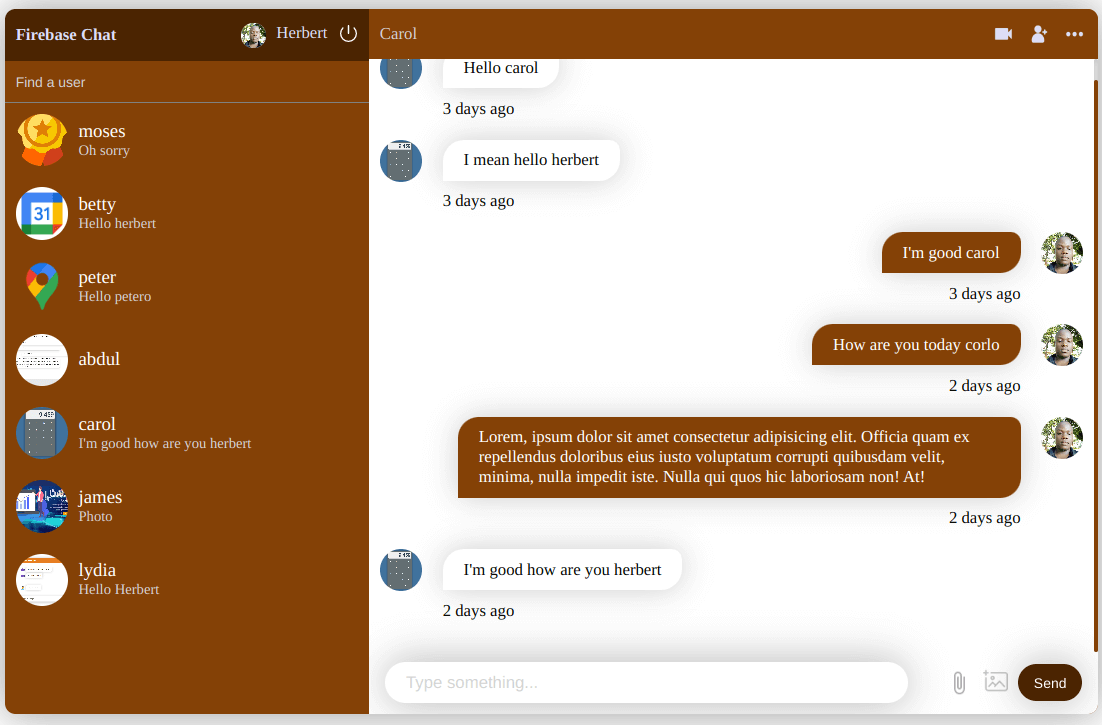 Firebase Chat
Herbert
Find a user
moses
Oh sorry
betty
31
Hello herbert
peter
Hello petero
abdul
carol
I'm good how are you herbert
james
Photo
lydia
Hello Herbert
Carol
Hello carol
3 days ago
I mean hello herbert
3 days ago
I'm good carol
3 days ago
How are you today corlo
2 days ago
Lorem, ipsum dolor sit amet consectetur adipisicing elit. Officia quam ex
repellendus doloribus eius iusto voluptatum corrupti quibusdam velit,
minima, nulla impedit iste. Nulla qui quos hic laboriosam non! At!
2 days ago
I'm good how are you herbert
2 days ago
Type something...
Send